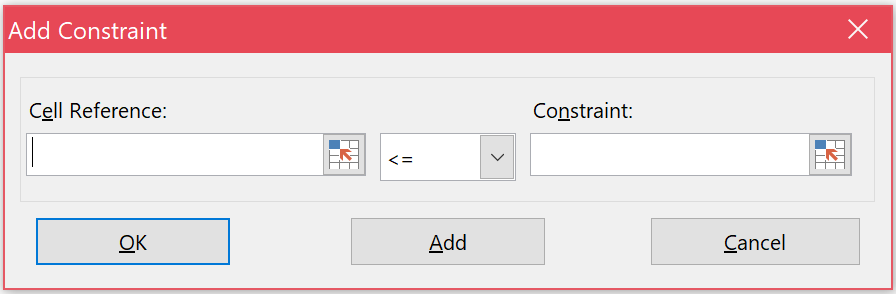 Add Constraint
Cell Reference:
Constraint:
<=
OK
Add
Cancel